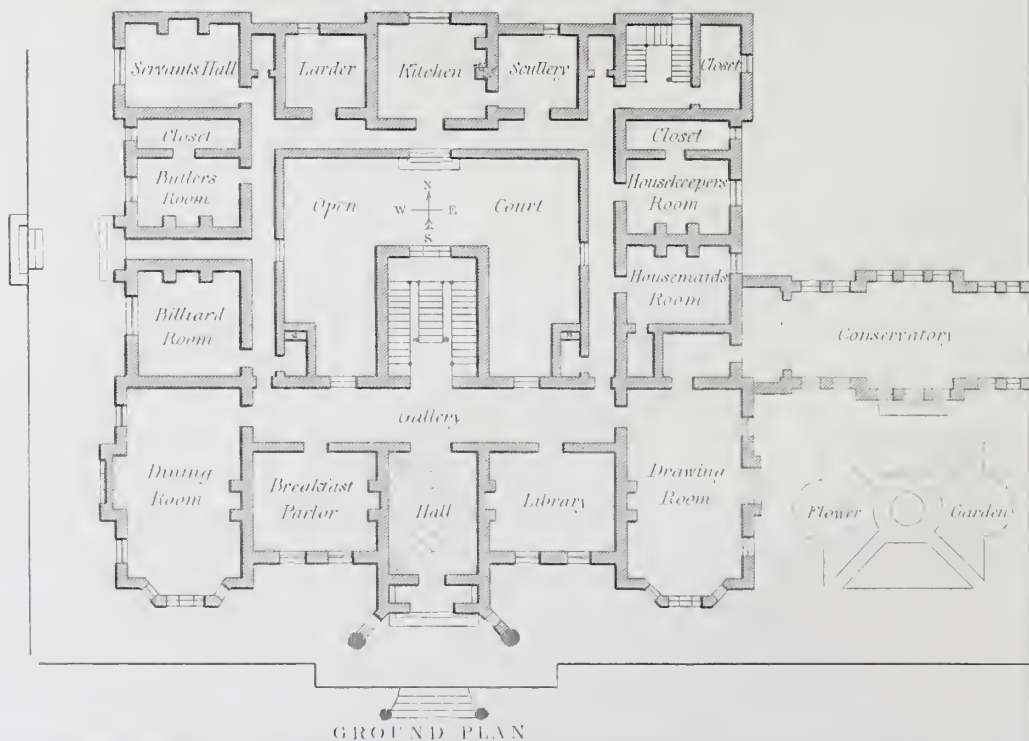 Servants Hall
Larder
Kitchen
Scullery
Closet
Closet
Closet
Butlers
Room
Housekeepers
Room
Open
Court
N
W E
S
Housemaids
Room
Billiard
Room
Conservatory
Gallery
Dining
Room
Breakfast
Parlor
Hall
Library
Drawing
Room
Flower
Garden
GROUND PLAN